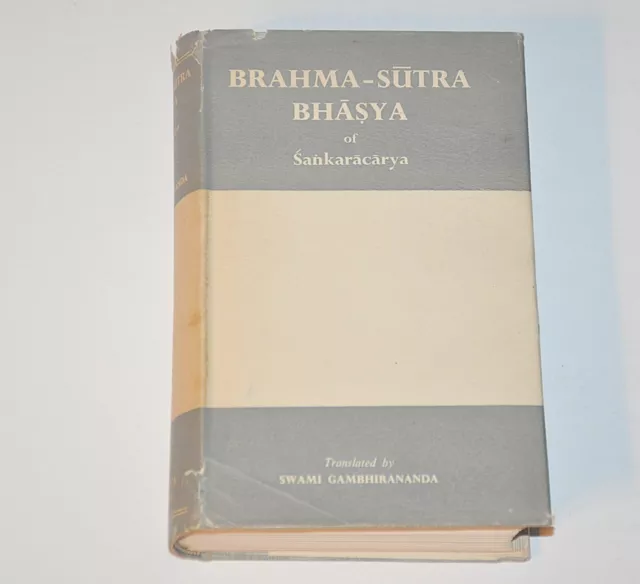 BRAHMA-SŪTRA
BHĀṢYA
of
Śaṅkarācārya
Translated by
SWAMI GAMBHIRANANDA